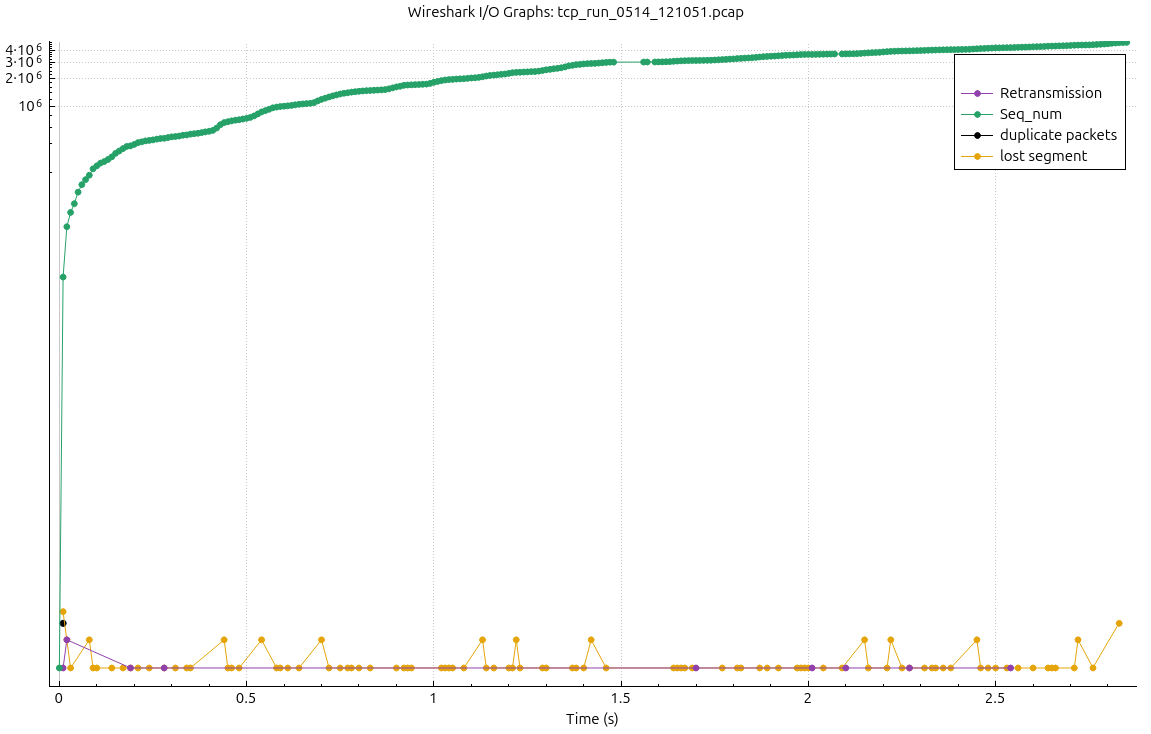 Wireshark I/O Graphs: tcp_run_0514_121051.pcap
4·10⁶
3·10⁶
2·10⁶
10⁶
Retransmission
Seq_num
duplicate packets
lost segment
0 0.5 1 1.5 2 2.5
Time (s)